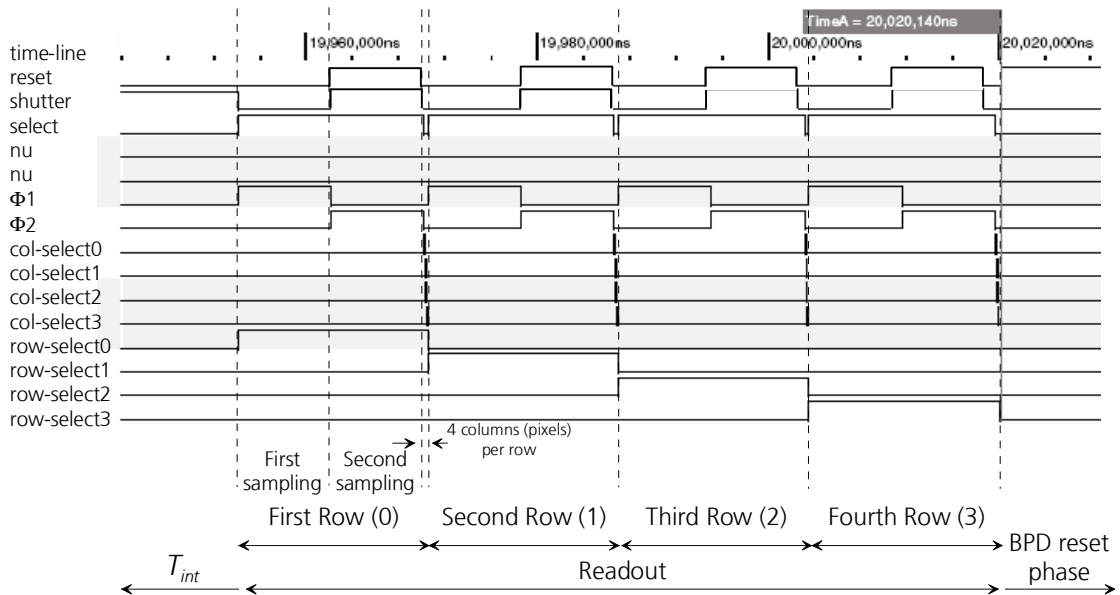 TimeA = 20,020,140ns
time-line
19,960,000ns
19,980,000ns
20,000,000ns
20,020,000ns
reset
shutter
select
nu
nu
Φ1
Φ2
col-select0
col-select1
col-select2
col-select3
row-select0
row-select1
row-select2
row-select3
4 columns (pixels)
per row
First
sampling
Second
sampling
First Row (0)
Second Row (1)
Third Row (2)
Fourth Row (3)
T_int
Readout
BPD reset
phase